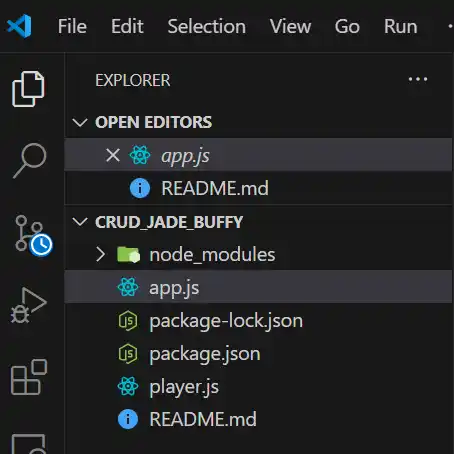 File Edit Selection View Go Run
EXPLORER
OPEN EDITORS
app.js
README.md
CRUD_JADE_BUFFY
node_modules
app.js
package-lock.json
package.json
player.js
README.md